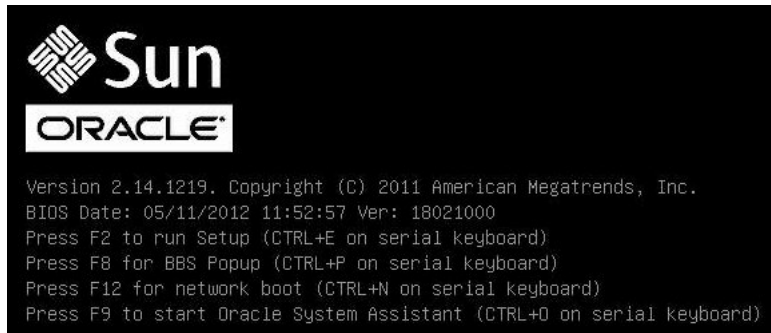 Sun
ORACLE
Version 2.14.1219. Copyright (C) 2011 American Megatrends, Inc.
BIOS Date: 05/11/2012 11:52:57 Ver: 18021000
Press F2 to run Setup (CTRL+E on serial keyboard)
Press F8 for BBS Popup (CTRL+P on serial keyboard)
Press F12 for network boot (CTRL+N on serial keyboard)
Press F9 to start Oracle System Assistant (CTRL+O on serial keyboard)